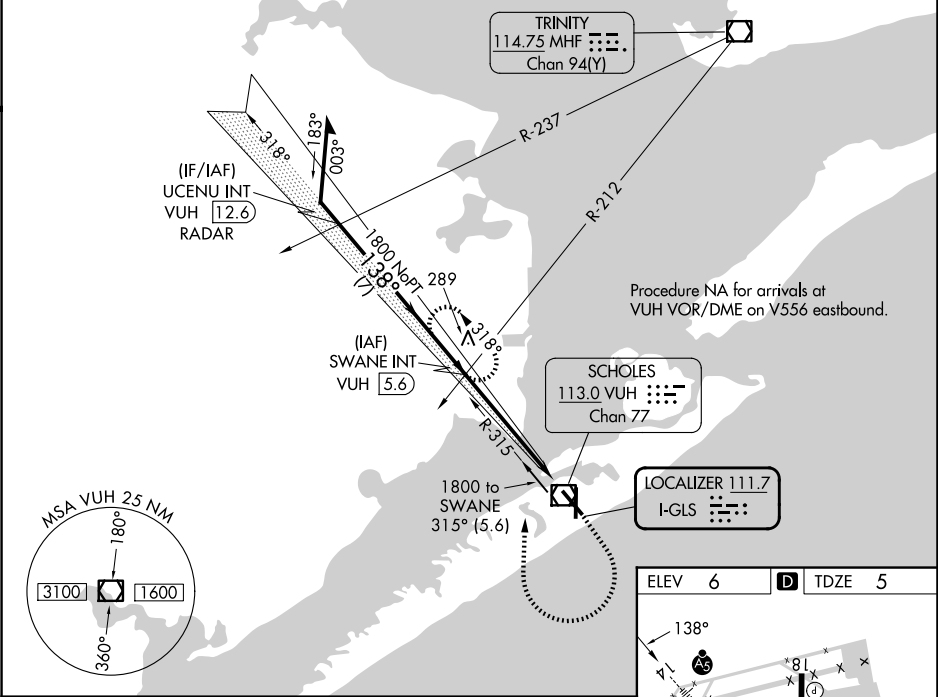 TRINITY
114.75 MHF
Chan 94(Y)
R-237
R-212
318°
183°
003°
(IF/IAF)
UCENU INT
VUH 12.6
RADAR
1800 NoPT
138°
(7)
289
318°
Procedure NA for arrivals at
VUH VOR/DME on V556 eastbound.
(IAF)
SWANE INT
VUH 5.6
SCHOLES
113.0 VUH
Chan 77
R-315
1800 to
SWANE
315° (5.6)
LOCALIZER 111.7
I-GLS
MSA VUH 25 NM
180°
3100
1600
360°
ELEV 6 D TDZE 5
138°
A5
14
18
P